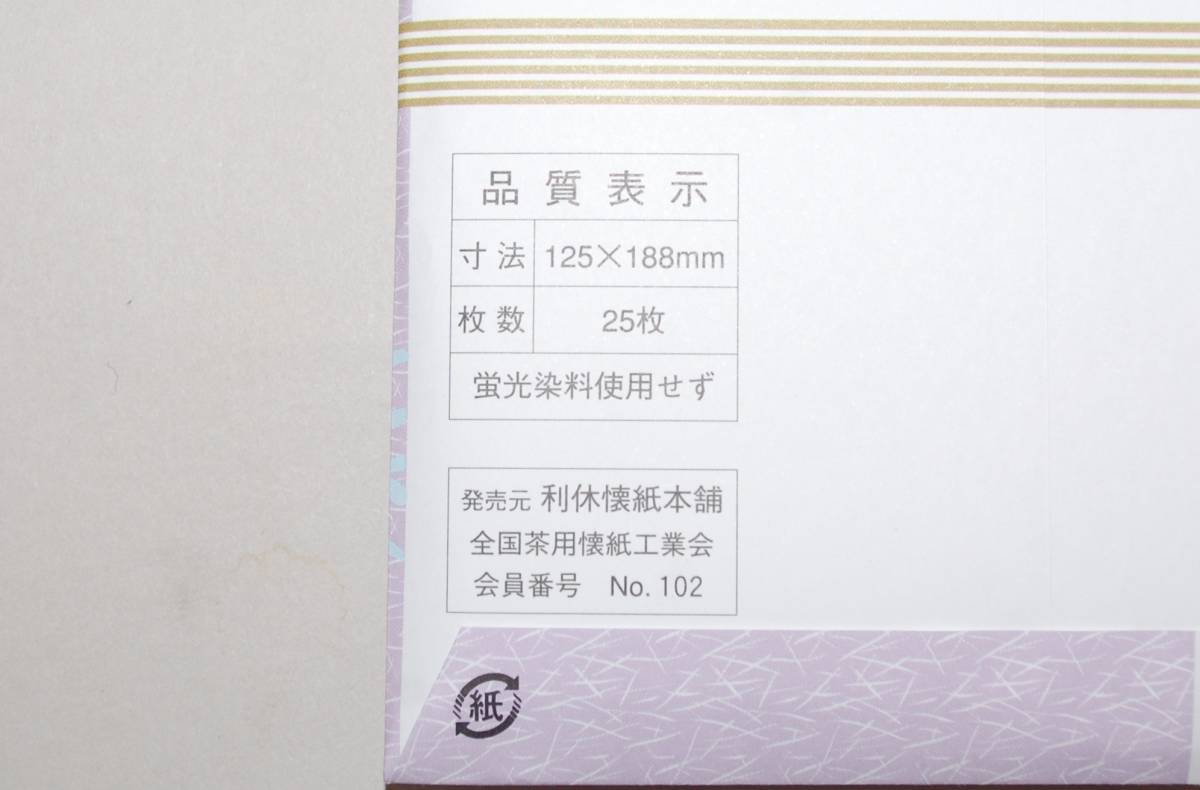 品質表示
寸法 125×188mm
枚数 25枚
蛍光染料使用せず
発売元 利休懐紙本舗
全国茶用懐紙工業会
会員番号 No.102
紙